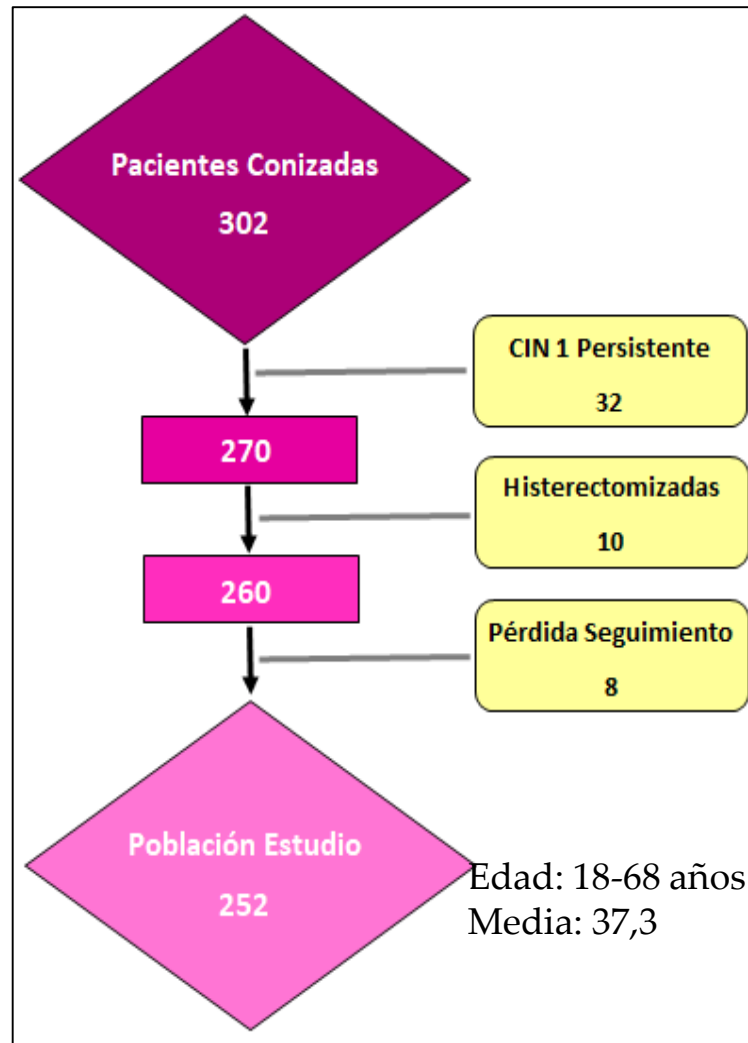 Pacientes Conizadas
302
CIN 1 Persistente
32
270
Histerectomizadas
10
260
Pérdida Seguimiento
8
Población Estudio
252
Edad: 18-68 años
Media: 37,3